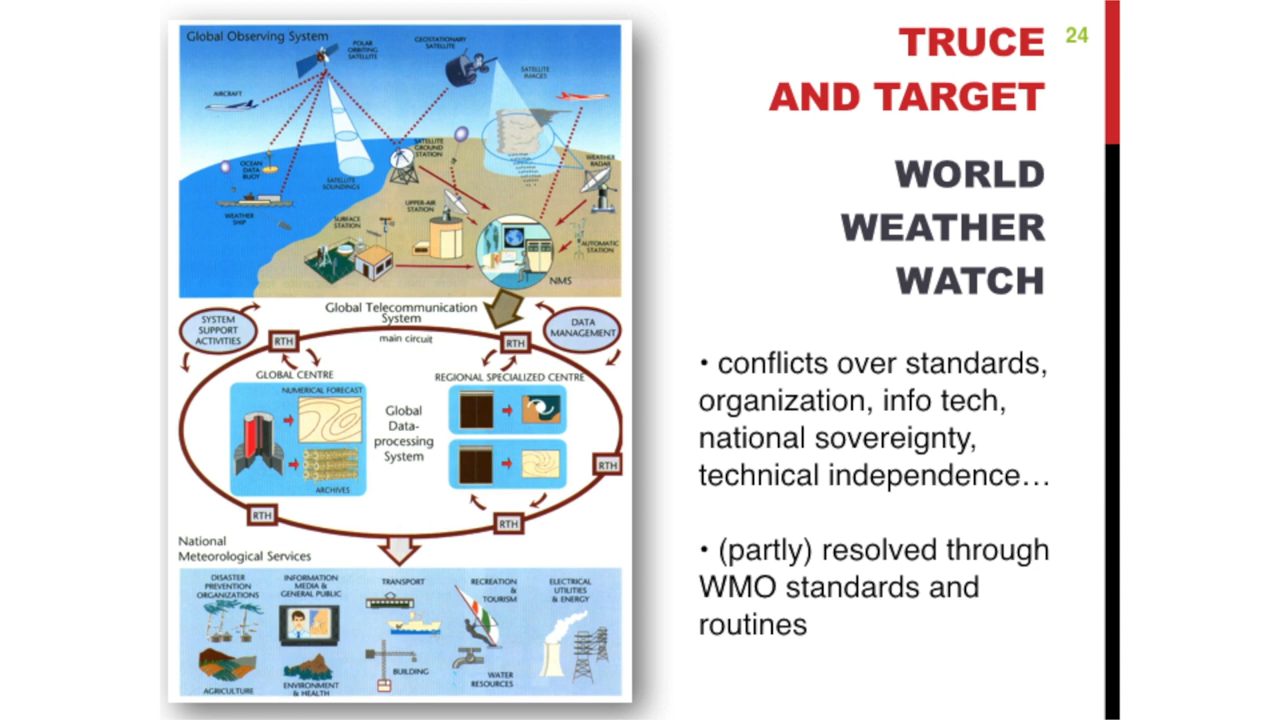 Global Observing System
POLAR
ORBITING
SATELLITE
GEOSTATIONARY
SATELLITE
SATELLITE
IMAGES
AIRCRAFT
OCEAN
DATA
BUOY
SATELLITE
GROUND
STATION
WEATHER
RADAR
SATELLITE
SOUNDINGS
WEATHER
SHIP
UPPER-AIR
STATION
SURFACE
STATION
AUTOMATIC
STATION
NMS
Global Telecommunication
System
main circuit
SYSTEM
SUPPORT
ACTIVITIES
DATA
MANAGEMENT
RTH
RTH
GLOBAL CENTRE
REGIONAL SPECIALIZED CENTRE
NUMERICAL FORECAST
Global
Data-
processing
System
ARCHIVES
RTH
RTH
RTH
National
Meteorological Services
DISASTER
PREVENTION
ORGANIZATIONS
INFORMATION
MEDIA &
GENERAL PUBLIC
TRANSPORT
RECREATION
&
TOURISM
ELECTRICAL
UTILITIES
& ENERGY
AGRICULTURE
ENVIRONMENT
& HEALTH
BUILDING
WATER
RESOURCES
TRUCE
AND TARGET
24
WORLD
WEATHER
WATCH
• conflicts over standards,
organization, info tech,
national sovereignty,
technical independence…
• (partly) resolved through
WMO standards and
routines